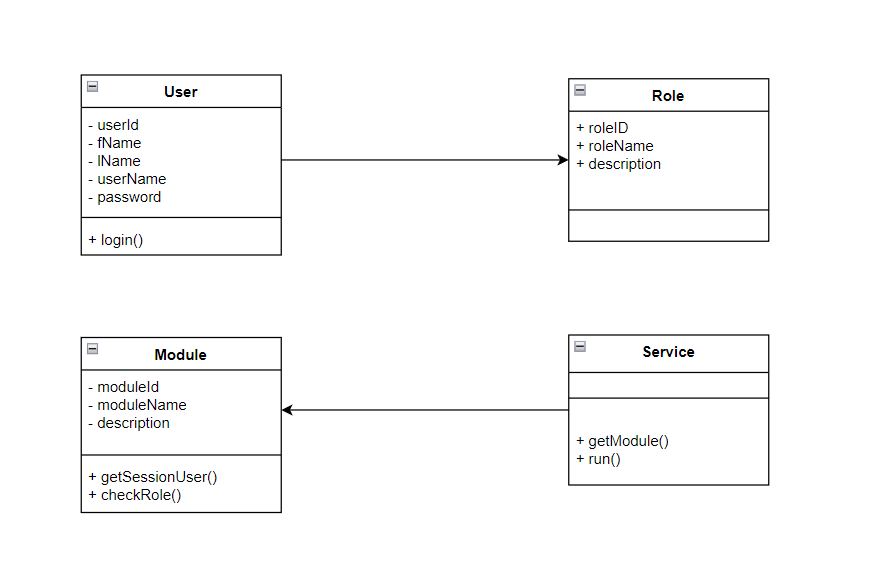 User
- userId
- fName
- lName
- userName
- password
+ login()
Role
+ roleID
+ roleName
+ description
Module
- moduleId
- moduleName
- description
+ getSessionUser()
+ checkRole()
Service
+ getModule()
+ run()